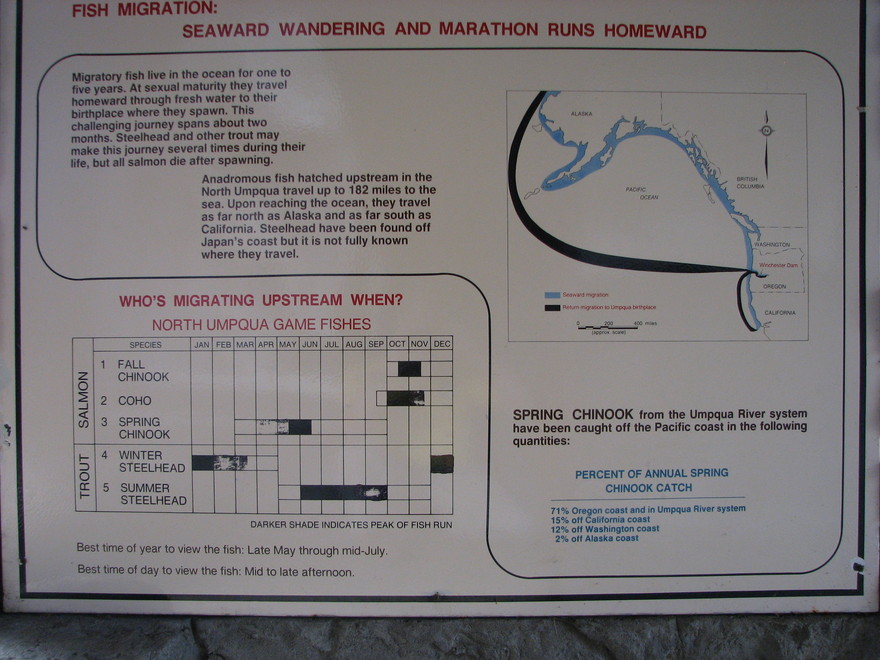 FISH MIGRATION:
SEAWARD WANDERING AND MARATHON RUNS HOMEWARD
Migratory fish live in the ocean for one to
five years. At sexual maturity they travel
homeward through fresh water to their
birthplace where they spawn. This
challenging journey spans about two
months. Steelhead and other trout may
make this journey several times during their
life, but all salmon die after spawning.
Anadromous fish hatched upstream in the
North Umpqua travel up to 182 miles to the
sea. Upon reaching the ocean, they travel
as far north as Alaska and as far south as
California. Steelhead have been found off
Japan's coast but it is not fully known
where they travel.
ALASKA
PACIFIC
OCEAN
BRITISH
COLUMBIA
WASHINGTON
Winchester Dam
OREGON
CALIFORNIA
N
Seaward migration
Return migration to Umpqua birthplace
0 200 400 miles
(approx. scale)
WHO'S MIGRATING UPSTREAM WHEN?
NORTH UMPQUA GAME FISHES
SPECIES JAN FEB MAR APR MAY JUN JUL AUG SEP OCT NOV DEC
SALMON
1 FALL
CHINOOK
2 COHO
3 SPRING
CHINOOK
TROUT
4 WINTER
STEELHEAD
5 SUMMER
STEELHEAD
DARKER SHADE INDICATES PEAK OF FISH RUN
Best time of year to view the fish: Late May through mid-July.
Best time of day to view the fish: Mid to late afternoon.
SPRING CHINOOK from the Umpqua River system
have been caught off the Pacific coast in the following
quantities:
PERCENT OF ANNUAL SPRING
CHINOOK CATCH
71% Oregon coast and in Umpqua River system
15% off California coast
12% off Washington coast
2% off Alaska coast